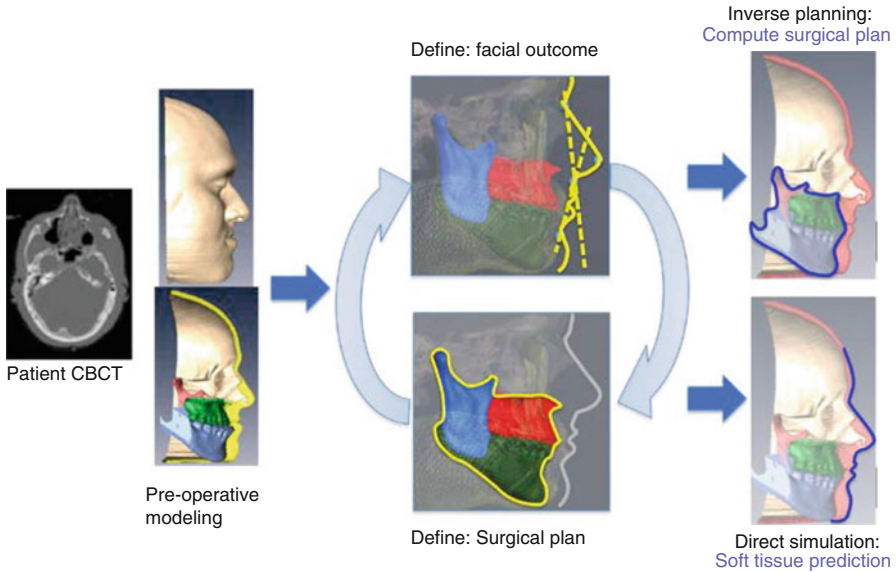 Patient CBCT
Pre-operative
modeling
Define: facial outcome
Define: Surgical plan
Inverse planning:
Compute surgical plan
Direct simulation:
Soft tissue prediction